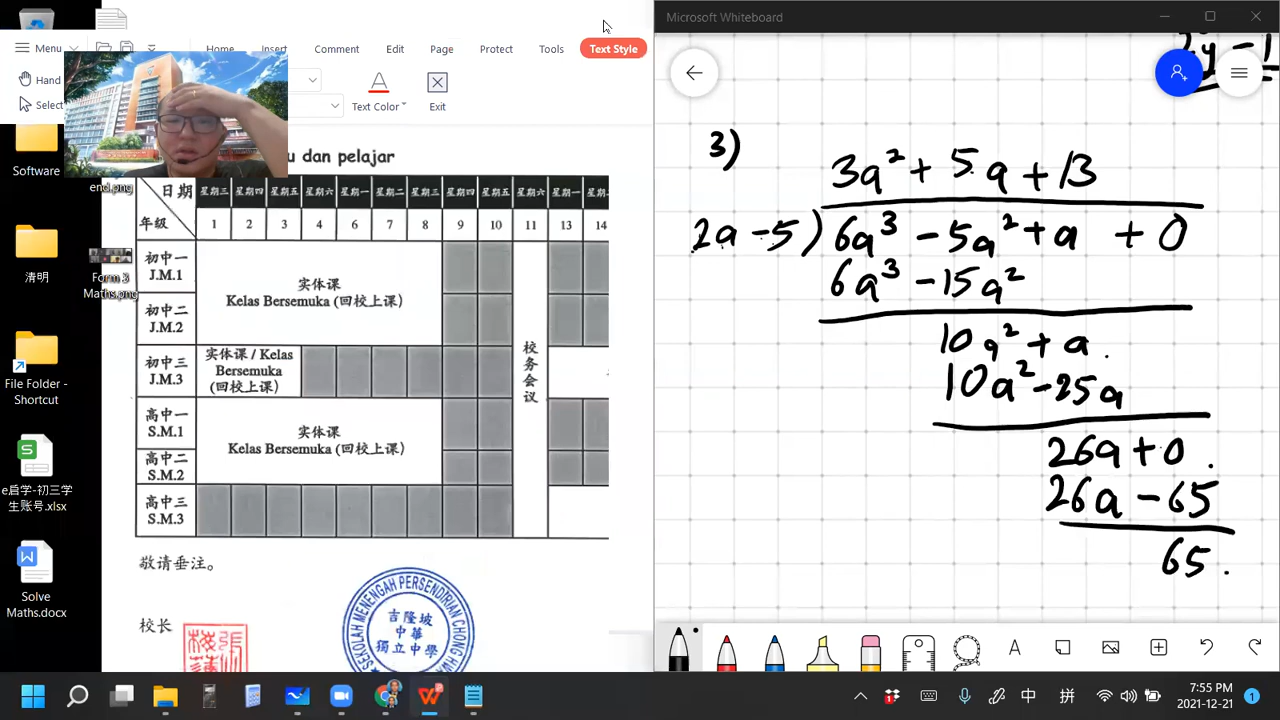 Microsoft Whiteboard
Menu
Home Insert Comment Edit Page Protect Tools Text Style
Hand
Select
Text Color
Exit
Software
end.png
清明
Form 3
Maths.png
File Folder -
Shortcut
e启学-初三学
生账号.xlsx
Solve
Maths.docx
u dan pelajar
日期 星期三 星期四 星期五 星期六 星期一 星期二 星期三 星期四 星期五 星期六 星期一
年级 1 2 3 4 6 7 8 9 10 11 13 14
初中一
J.M.1
初中二
J.M.2
实体课
Kelas Bersemuka (回校上课)
初中三
J.M.3
实体课 / Kelas
Bersemuka
(回校上课)
高中一
S.M.1
高中二
S.M.2
实体课
Kelas Bersemuka (回校上课)
高中三
S.M.3
校务会议
敬请垂注。
校长
SEKOLAH MENENGAH PERSENDIRIAN CHONG HWA
吉隆坡
中華
獨立中學
2y - 1
3)
3a² + 5a + 13
2a - 5 ) 6a³ - 5a² + a + 0
6a³ - 15a²
10a² + a
10a² - 25a
26a + 0
26a - 65
65
中 拼
7:55 PM
2021-12-21
1